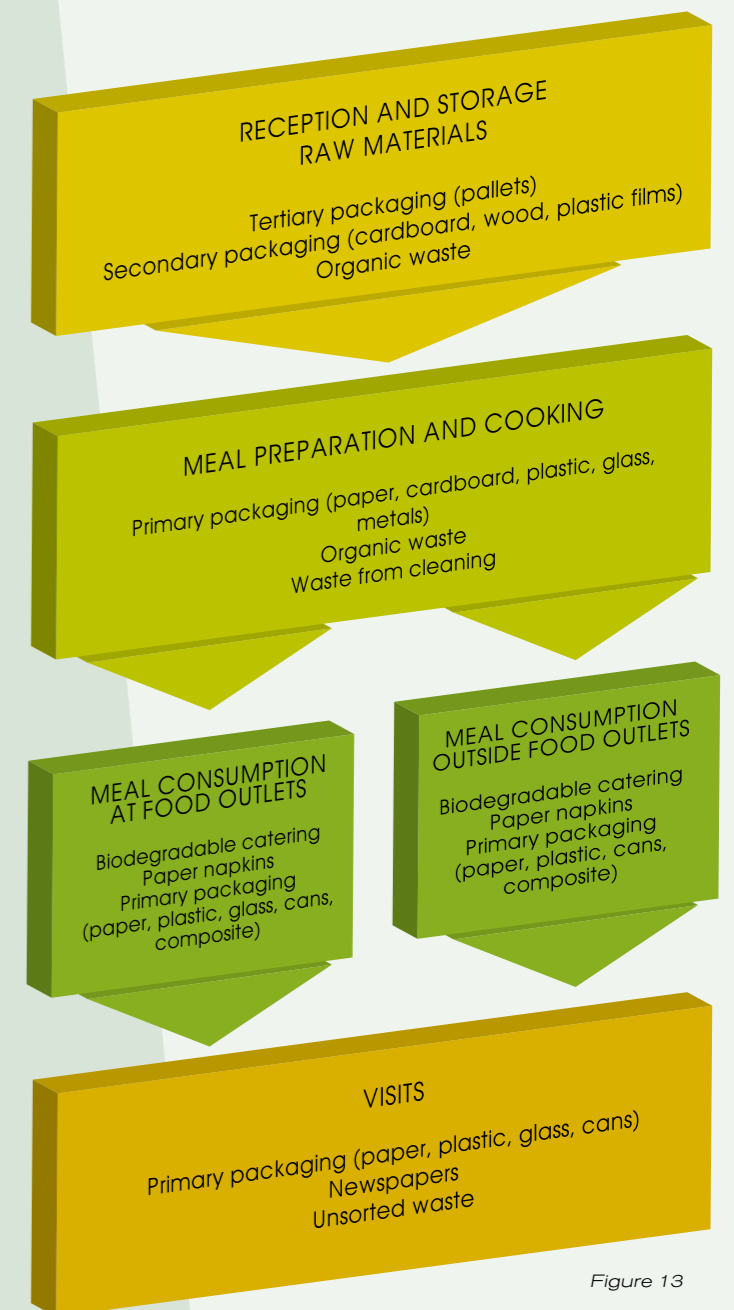 RECEPTION AND STORAGE
RAW MATERIALS
Tertiary packaging (pallets)
Secondary packaging (cardboard, wood, plastic films)
Organic waste
MEAL PREPARATION AND COOKING
Primary packaging (paper, cardboard, plastic, glass,
metals)
Organic waste
Waste from cleaning
MEAL CONSUMPTION
AT FOOD OUTLETS
Biodegradable catering
Paper napkins
Primary packaging
(paper, plastic, glass, cans,
composite)
MEAL CONSUMPTION
OUTSIDE FOOD OUTLETS
Biodegradable catering
Paper napkins
Primary packaging
(paper, plastic, cans,
composite)
VISITS
Primary packaging (paper, plastic, glass, cans)
Newspapers
Unsorted waste
Figure 13